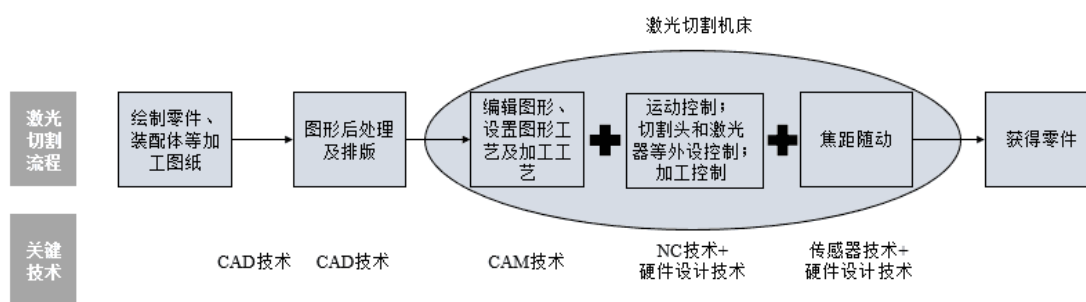 激光切割机床
激光
切割
流程
绘制零件、
装配体等加
工图纸
图形后处理
及排版
编辑图形、
设置图形工
艺及加工工
艺
运动控制；
切割头和激光
器等外设控制；
加工控制
焦距随动
获得零件
关键
技术
CAD技术
CAD技术
CAM技术
NC技术+
硬件设计技术
传感器技术+
硬件设计技术